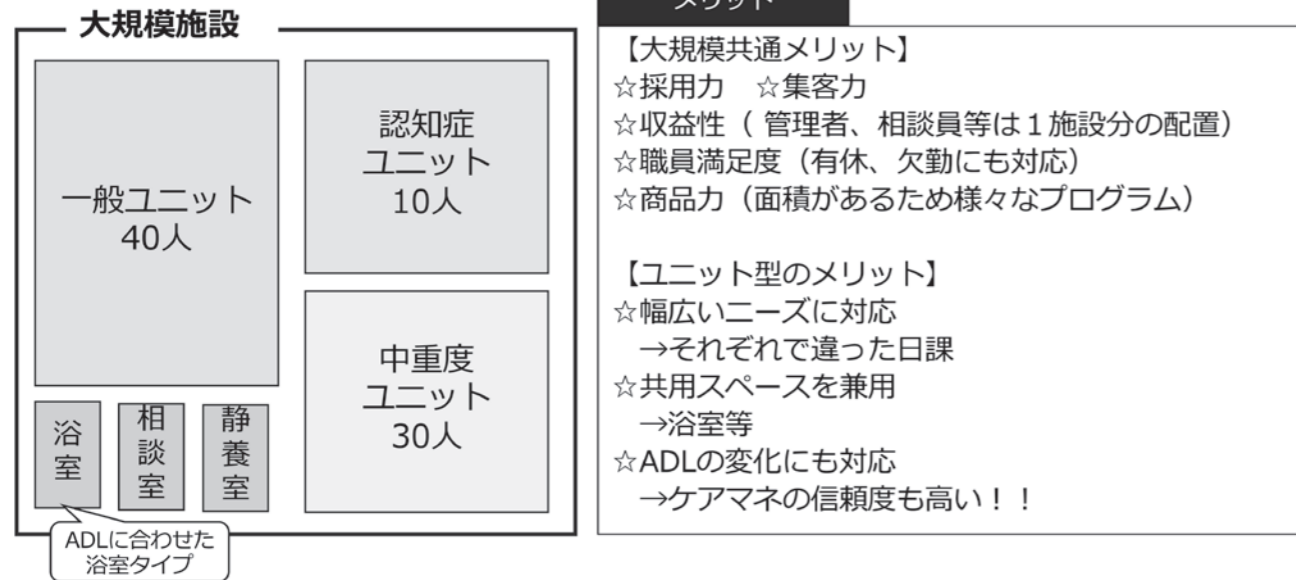 大規模施設
一般ユニット
40人
認知症
ユニット
10人
中重度
ユニット
30人
浴室
相談室
静養室
ADLに合わせた
浴室タイプ
メリット
【大規模共通メリット】
☆採用力　☆集客力
☆収益性（ 管理者、相談員等は１施設分の配置）
☆職員満足度（有休、欠勤にも対応）
☆商品力（面積があるため様々なプログラム）
【ユニット型のメリット】
☆幅広いニーズに対応
→それぞれで違った日課
☆共用スペースを兼用
→浴室等
☆ADLの変化にも対応
→ケアマネの信頼度も高い！！